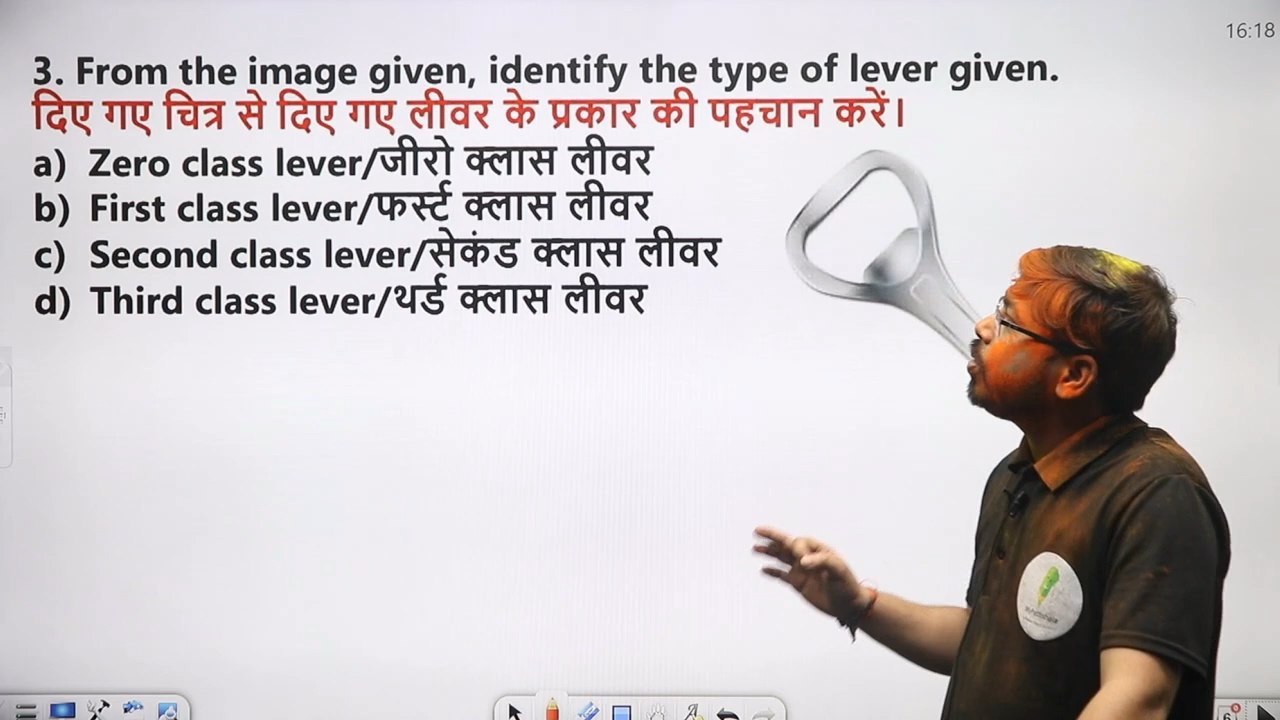 16:18
3. From the image given, identify the type of lever given.
दिए गए चित्र से दिए गए लीवर के प्रकार की पहचान करें।
a) Zero class lever/जीरो क्लास लीवर
b) First class lever/फर्स्ट क्लास लीवर
c) Second class lever/सेकंड क्लास लीवर
d) Third class lever/थर्ड क्लास लीवर